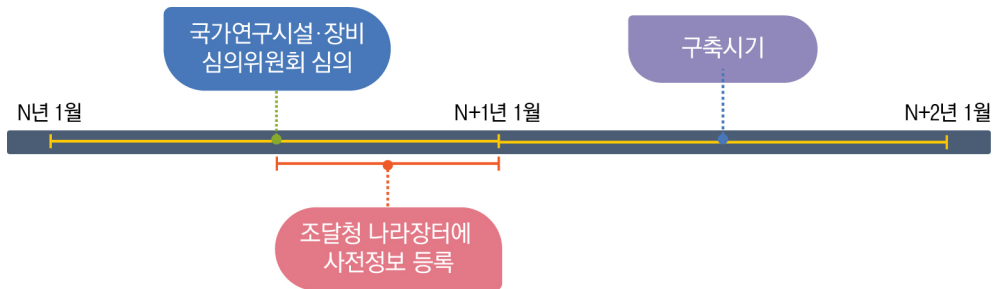 국가연구시설·장비
심의위원회 심의
구축시기
N년 1월
N+1년 1월
N+2년 1월
조달청 나라장터에
사전정보 등록